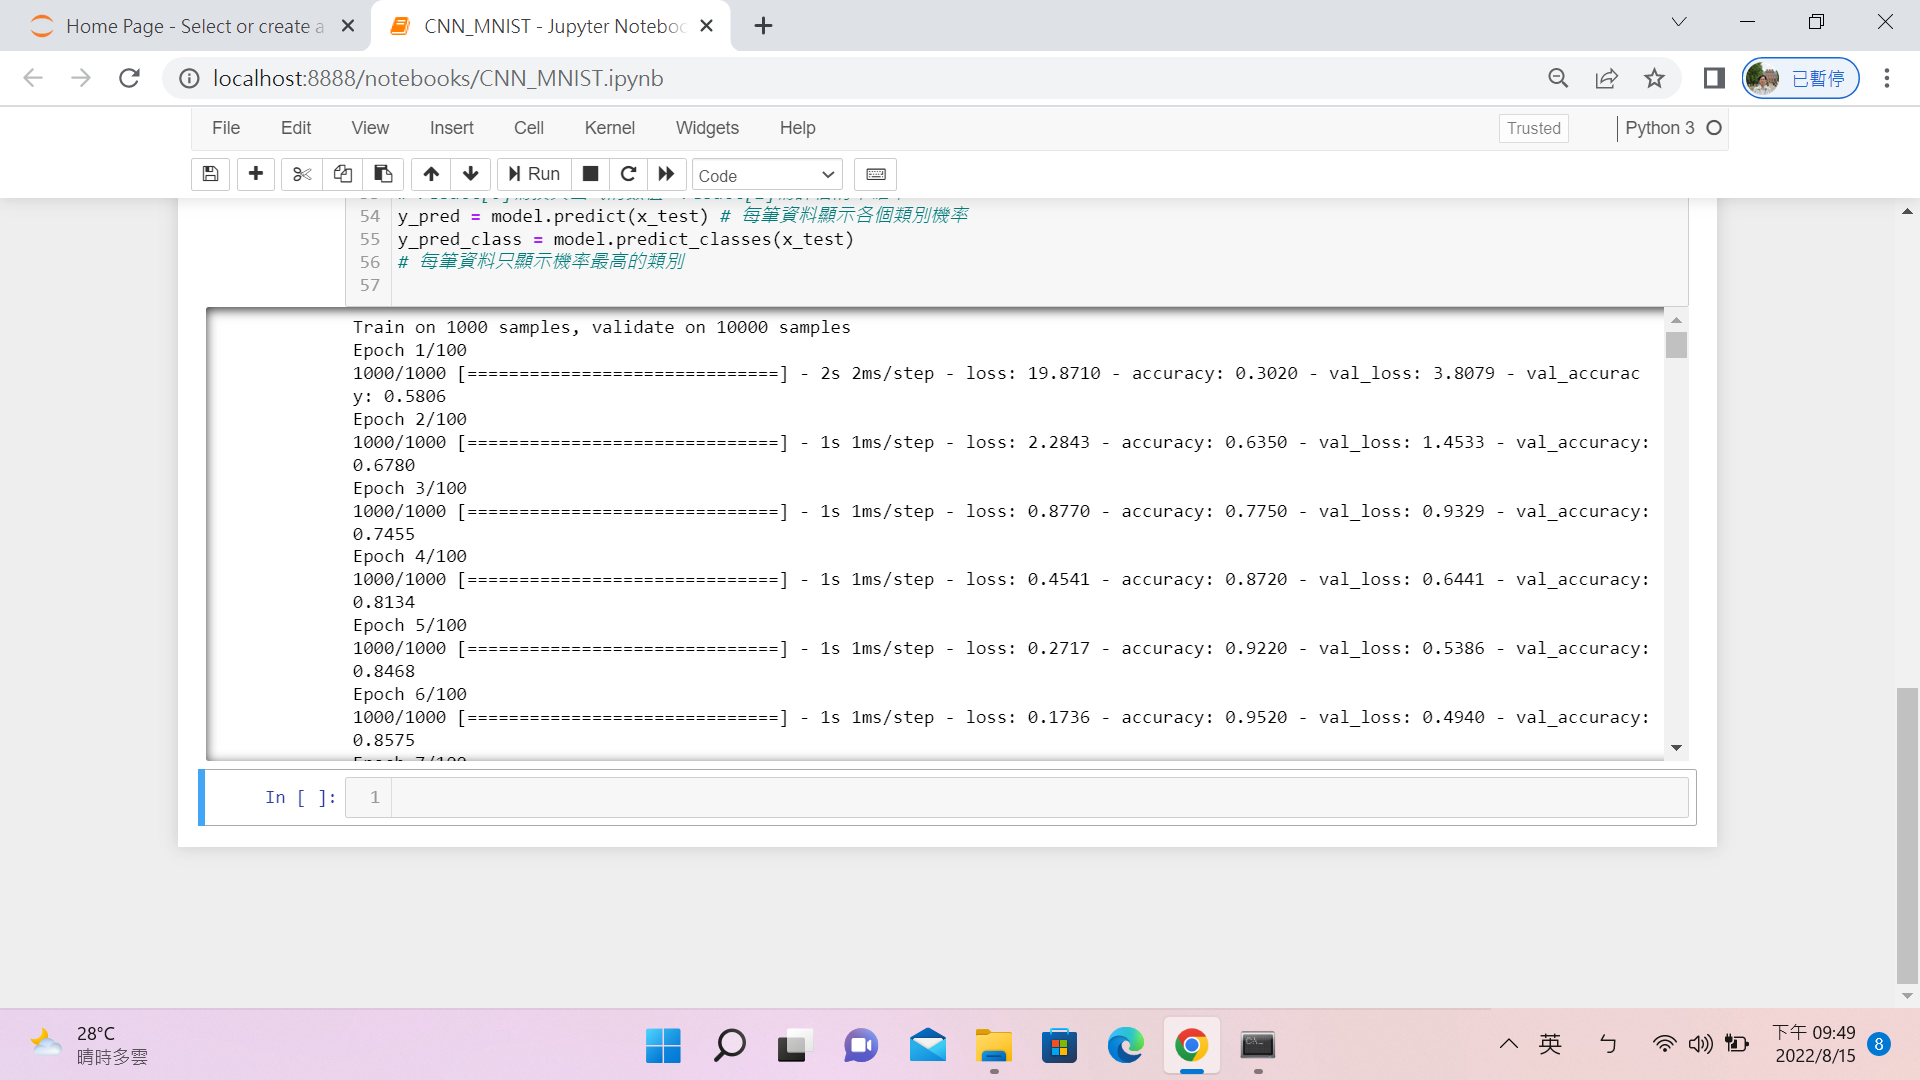 Home Page - Select or create a
CNN_MNIST - Jupyter Noteboo
localhost:8888/notebooks/CNN_MNIST.ipynb
已暫停
File Edit View Insert Cell Kernel Widgets Help
Trusted
Python 3
Run
Code
54 y_pred = model.predict(x_test) # 每筆資料顯示各個類別機率
55 y_pred_class = model.predict_classes(x_test)
56 # 每筆資料只顯示機率最高的類別
57
Train on 1000 samples, validate on 10000 samples
Epoch 1/100
1000/1000 [==============================] - 2s 2ms/step - loss: 19.8710 - accuracy: 0.3020 - val_loss: 3.8079 - val_accurac
y: 0.5806
Epoch 2/100
1000/1000 [==============================] - 1s 1ms/step - loss: 2.2843 - accuracy: 0.6350 - val_loss: 1.4533 - val_accuracy:
0.6780
Epoch 3/100
1000/1000 [==============================] - 1s 1ms/step - loss: 0.8770 - accuracy: 0.7750 - val_loss: 0.9329 - val_accuracy:
0.7455
Epoch 4/100
1000/1000 [==============================] - 1s 1ms/step - loss: 0.4541 - accuracy: 0.8720 - val_loss: 0.6441 - val_accuracy:
0.8134
Epoch 5/100
1000/1000 [==============================] - 1s 1ms/step - loss: 0.2717 - accuracy: 0.9220 - val_loss: 0.5386 - val_accuracy:
0.8468
Epoch 6/100
1000/1000 [==============================] - 1s 1ms/step - loss: 0.1736 - accuracy: 0.9520 - val_loss: 0.4940 - val_accuracy:
0.8575
Epoch 7/100
In [ ]: 1
28°C
晴時多雲
英 ㄅ
下午 09:49
2022/8/15
8